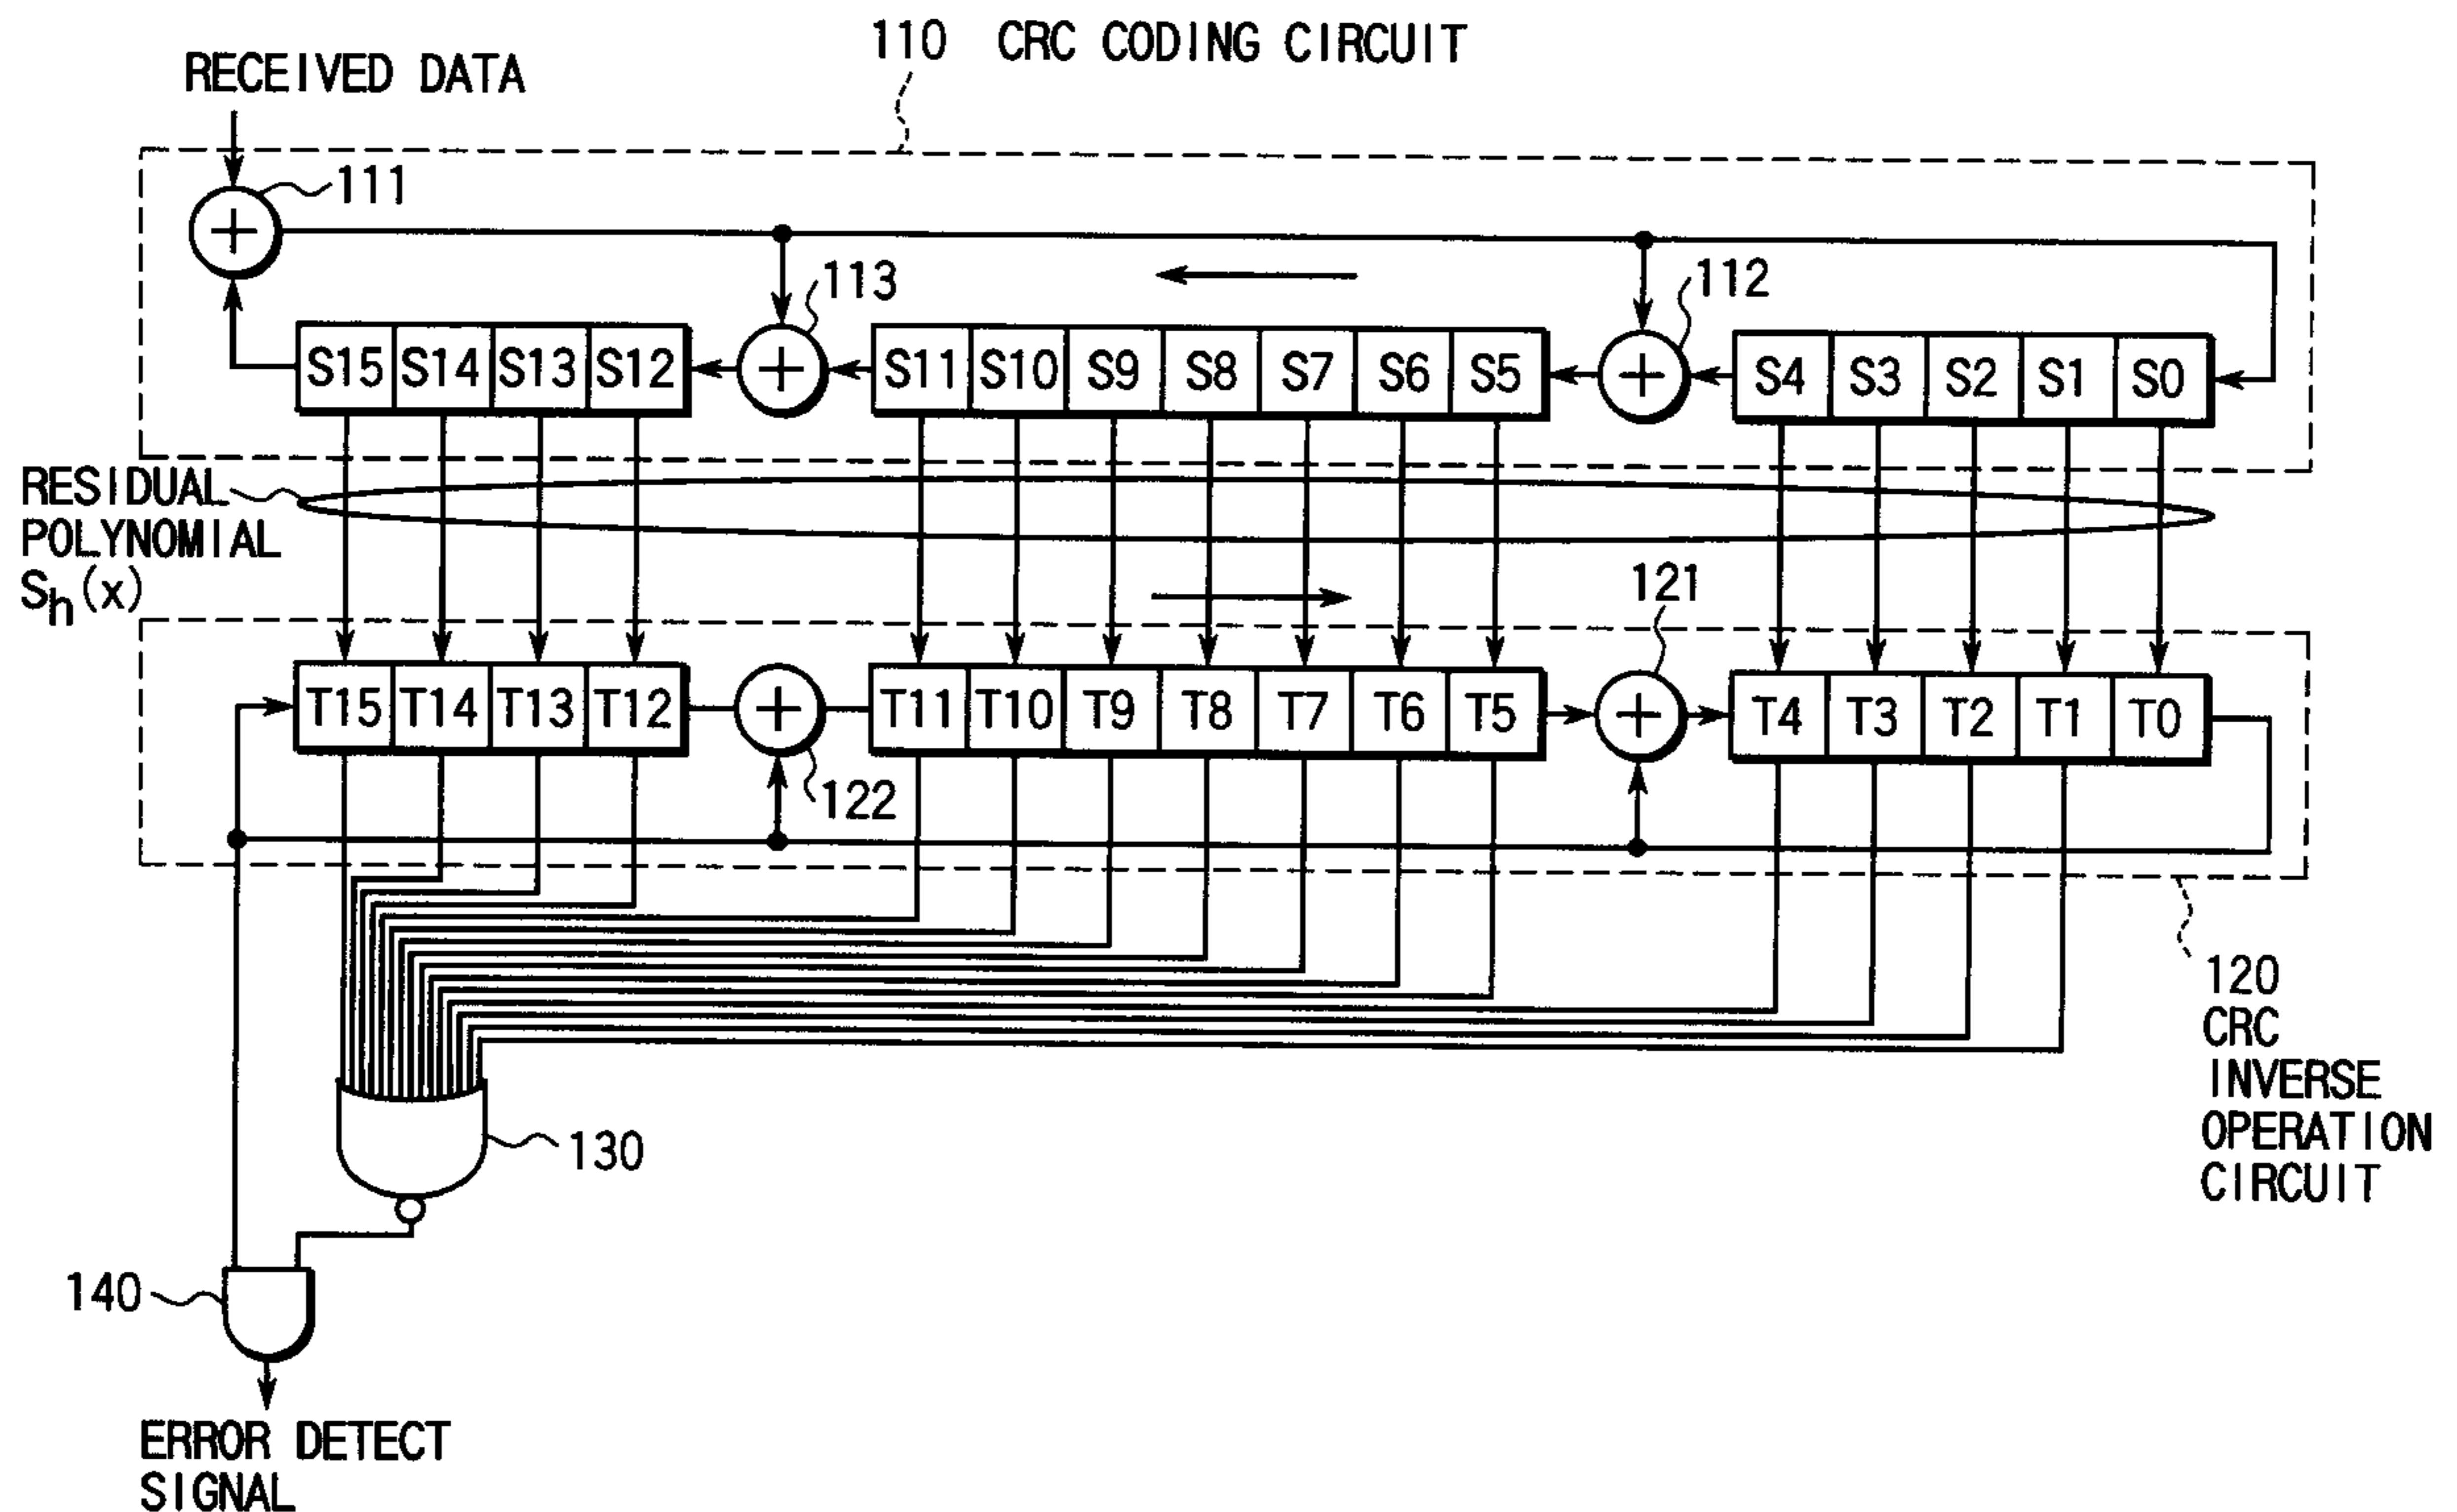 110 CRC CODING CIRCUIT
RECEIVED DATA
111
113
112
S15 S14 S13 S12
S11 S10 S9 S8 S7 S6 S5
S4 S3 S2 S1 S0
RESIDUAL
POLYNOMIAL
Sh(x)
121
T15 T14 T13 T12
T11 T10 T9 T8 T7 T6 T5
T4 T3 T2 T1 T0
122
120
CRC
INVERSE
OPERATION
CIRCUIT
130
140
ERROR DETECT
SIGNAL